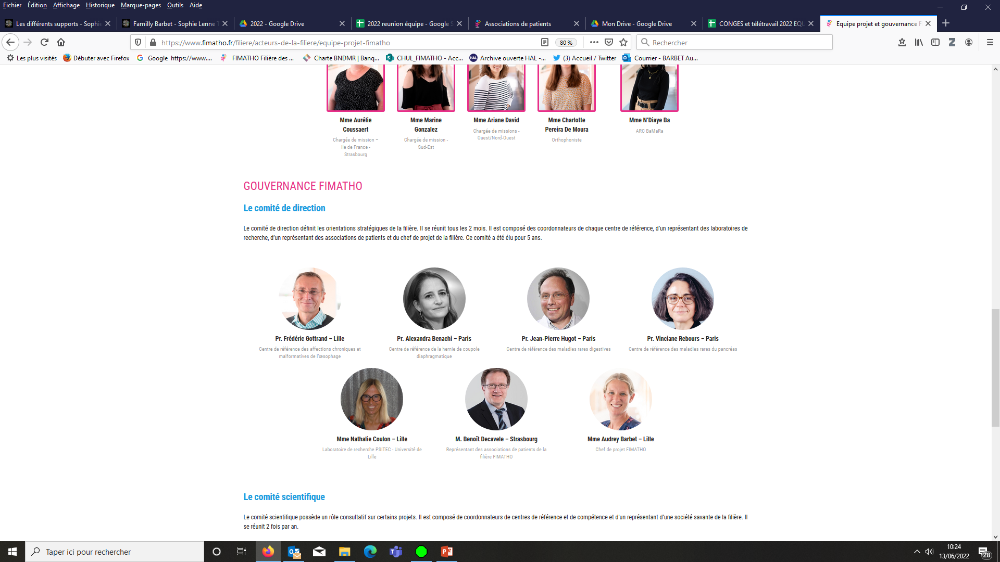 Fichier Édition Affichage Historique Marque-pages Outils Aide
Les différents supports - Sophi
Familly Barbet - Sophie Lenne
2022 - Google Drive
2022 reunion équipe - Google S
Associations de patients
Mon Drive - Google Drive
CONGES et télétravail 2022 EQU
Equipe projet et gouvernance F
https://www.fimatho.fr/filiere/acteurs-de-la-filiere/equipe-projet-fimatho
80 %
Rechercher
Les plus visités
Débuter avec Firefox
Google https://www....
FIMATHO Filière des ...
Charte BNDMR | Banq...
CHUL_FIMATHO - Acc...
Archive ouverte HAL -...
(3) Accueil / Twitter
Courrier - BARBET Au...
Mme Aurélie
Coussaert
Chargée de mission –
Ile de France -
Strasbourg
Mme Marine
Gonzalez
Chargée de mission -
Sud-Est
Mme Ariane David
Chargée de missions -
Ouest/Nord-Ouest
Mme Charlotte
Pereira De Moura
Orthophoniste
Mme N'Diaye Ba
ARC BaMaRa
GOUVERNANCE FIMATHO
Le comité de direction
Le comité de direction définit les orientations stratégiques de la filière. Il se réunit tous les 2 mois. Il est composé des coordonnateurs de chaque centre de référence, d'un représentant des laboratoires de
recherche, d'un représentant des associations de patients et du chef de projet de la filière. Ce comité a été élu pour 5 ans.
Pr. Frédéric Gottrand – Lille
Centre de référence des affections chroniques et
malformatives de l'œsophage
Pr. Alexandra Benachi – Paris
Centre de référence de la hernie de coupole
diaphragmatique
Pr. Jean-Pierre Hugot – Paris
Centre de référence des maladies rares digestives
Pr. Vinciane Rebours – Paris
Centre de référence des maladies rares du pancréas
Mme Nathalie Coulon – Lille
Laboratoire de recherche PSITEC - Université de
Lille
M. Benoît Decavele – Strasbourg
Représentant des associations de patients de la
filière FIMATHO
Mme Audrey Barbet – Lille
Chef de projet FIMATHO
Le comité scientifique
Le comité scientifique possède un rôle consultatif sur certains projets. Il est composé de coordonnateurs de centres de référence et de compétence et d'un représentant d'une société savante de la filière. Il
se réunit 2 fois par an.
Taper ici pour rechercher
10:24
13/06/2022
28